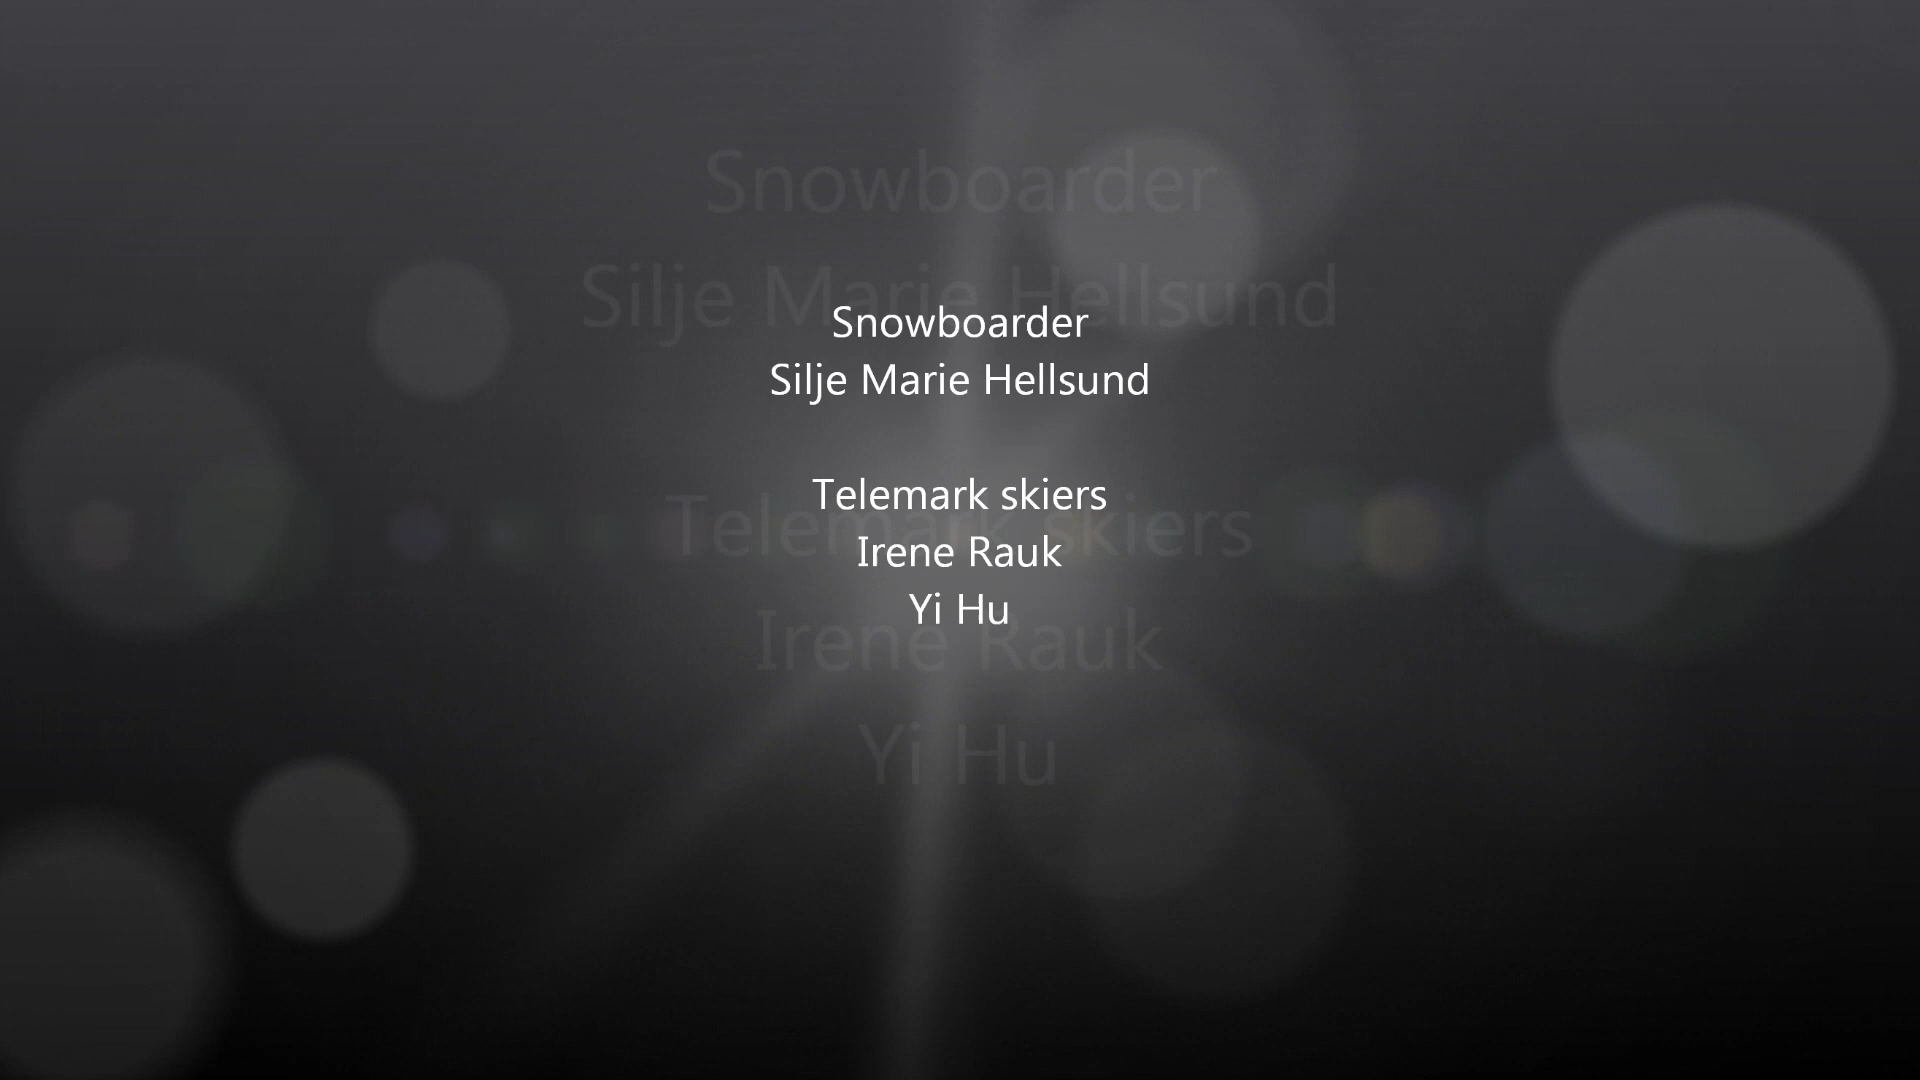 Snowboarder
Silje Marie Hellsund
Telemark skiers
Irene Rauk
Yi Hu